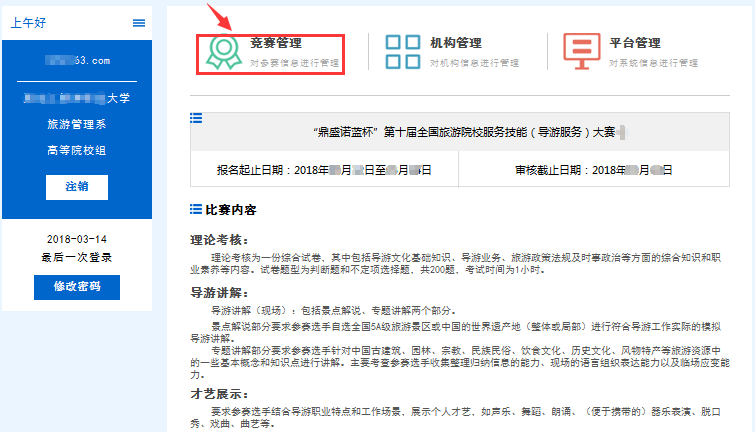 上午好
竞赛管理
对参赛信息进行管理
机构管理
对机构信息进行管理
平台管理
对系统信息进行管理
63.com
大学
旅游管理系
高等院校组
注销
2018-03-14
最后一次登录
修改密码
“鼎盛诺蓝杯”第十届全国旅游院校服务技能（导游服务）大赛
报名起止日期：2018年 月 日至 月 日
审核截止日期：2018年 月 日
比赛内容
理论考核：
理论考核为一份综合试卷，其中包括导游文化基础知识、导游业务、旅游政策法规及时事政治等方面的综合知识和职
业素养等内容。试卷题型为判断题和不定项选择题，共200题，考试时间为1小时。
导游讲解：
导游讲解（现场）：包括景点解说、专题讲解两个部分。
景点解说部分要求参赛选手自选全国5A级旅游景区或中国的世界遗产地（整体或局部）进行符合导游工作实际的模拟
导游讲解。
专题讲解部分要求参赛选手针对中国古建筑、园林、宗教、民族民俗、饮食文化、历史文化、风物特产等旅游资源中
的一些基本概念和知识点进行讲解。主要考查参赛选手收集整理归纳信息的能力、现场的语言组织表达能力以及临场应变能
力。
才艺展示：
要求参赛选手结合导游职业特点和工作场景，展示个人才艺，如声乐、舞蹈、朗诵、（便于携带的）器乐表演、脱口
秀、戏曲、曲艺等。